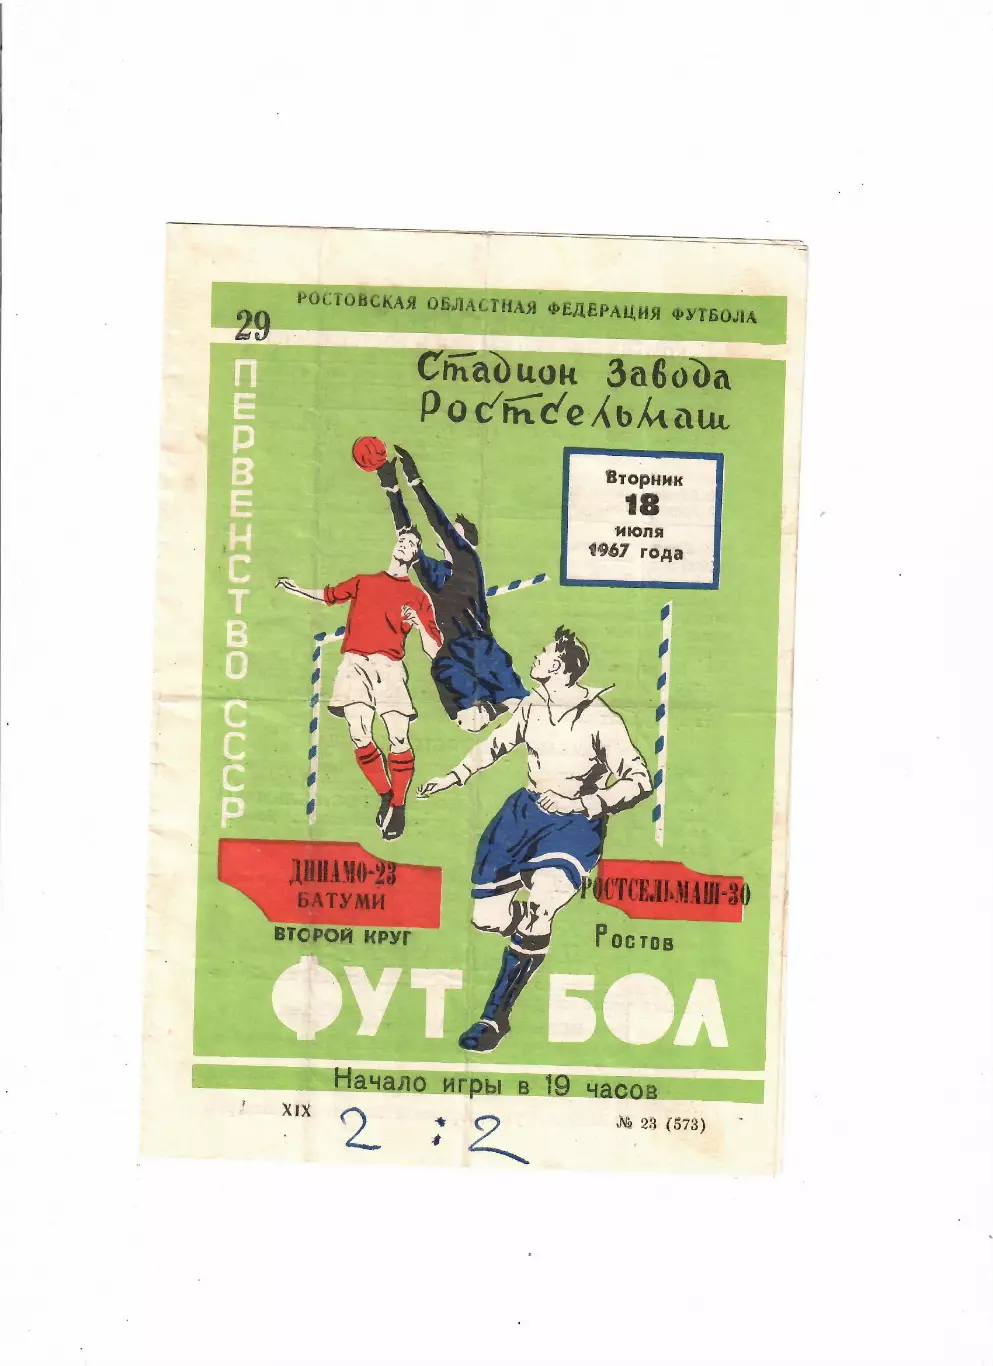 РОСТОВСКАЯ ОБЛАСТНАЯ ФЕДЕРАЦИЯ ФУТБОЛА
29
ПЕРВЕНСТВО СССР
Стадион Завода
Ростсельмаш
Вторник
18
июля
1967 года
ДИНАМО-23
БАТУМИ
ВТОРОЙ КРУГ
РОСТСЕЛЬМАШ-30
Ростов
ФУТБОЛ
Начало игры в 19 часов
XIX
2 : 2
№ 23 (573)